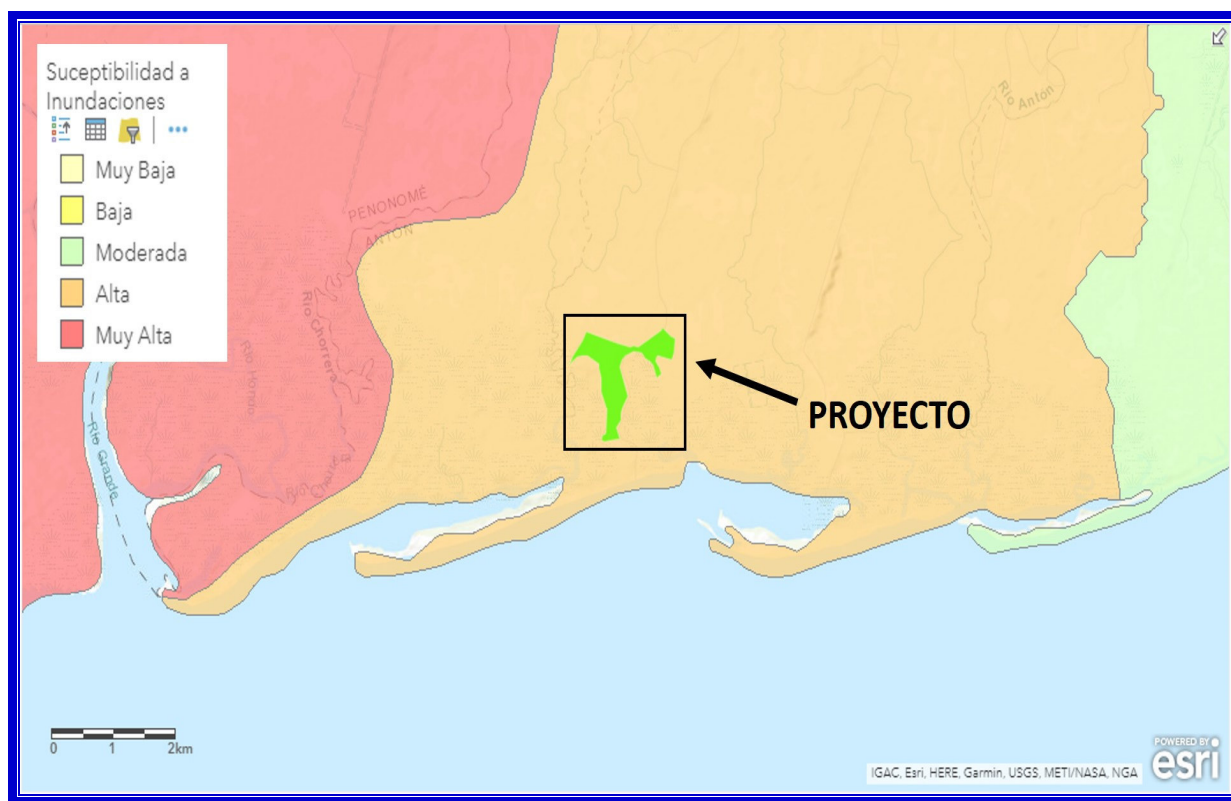 Suceptibilidad a
Inundaciones
Muy Baja
Baja
Moderada
Alta
Muy Alta
PENONOMÉ
ANTÓN
Río Antón
Río Chorrera
Río Hondo
Río Grande
Río
PROYECTO
0 1 2km
IGAC, Esri, HERE, Garmin, USGS, METI/NASA, NGA
POWERED BY
esri